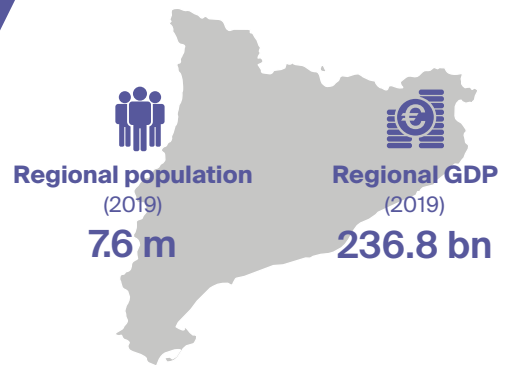 Regional population
(2019)
7.6 m
€
Regional GDP
(2019)
236.8 bn